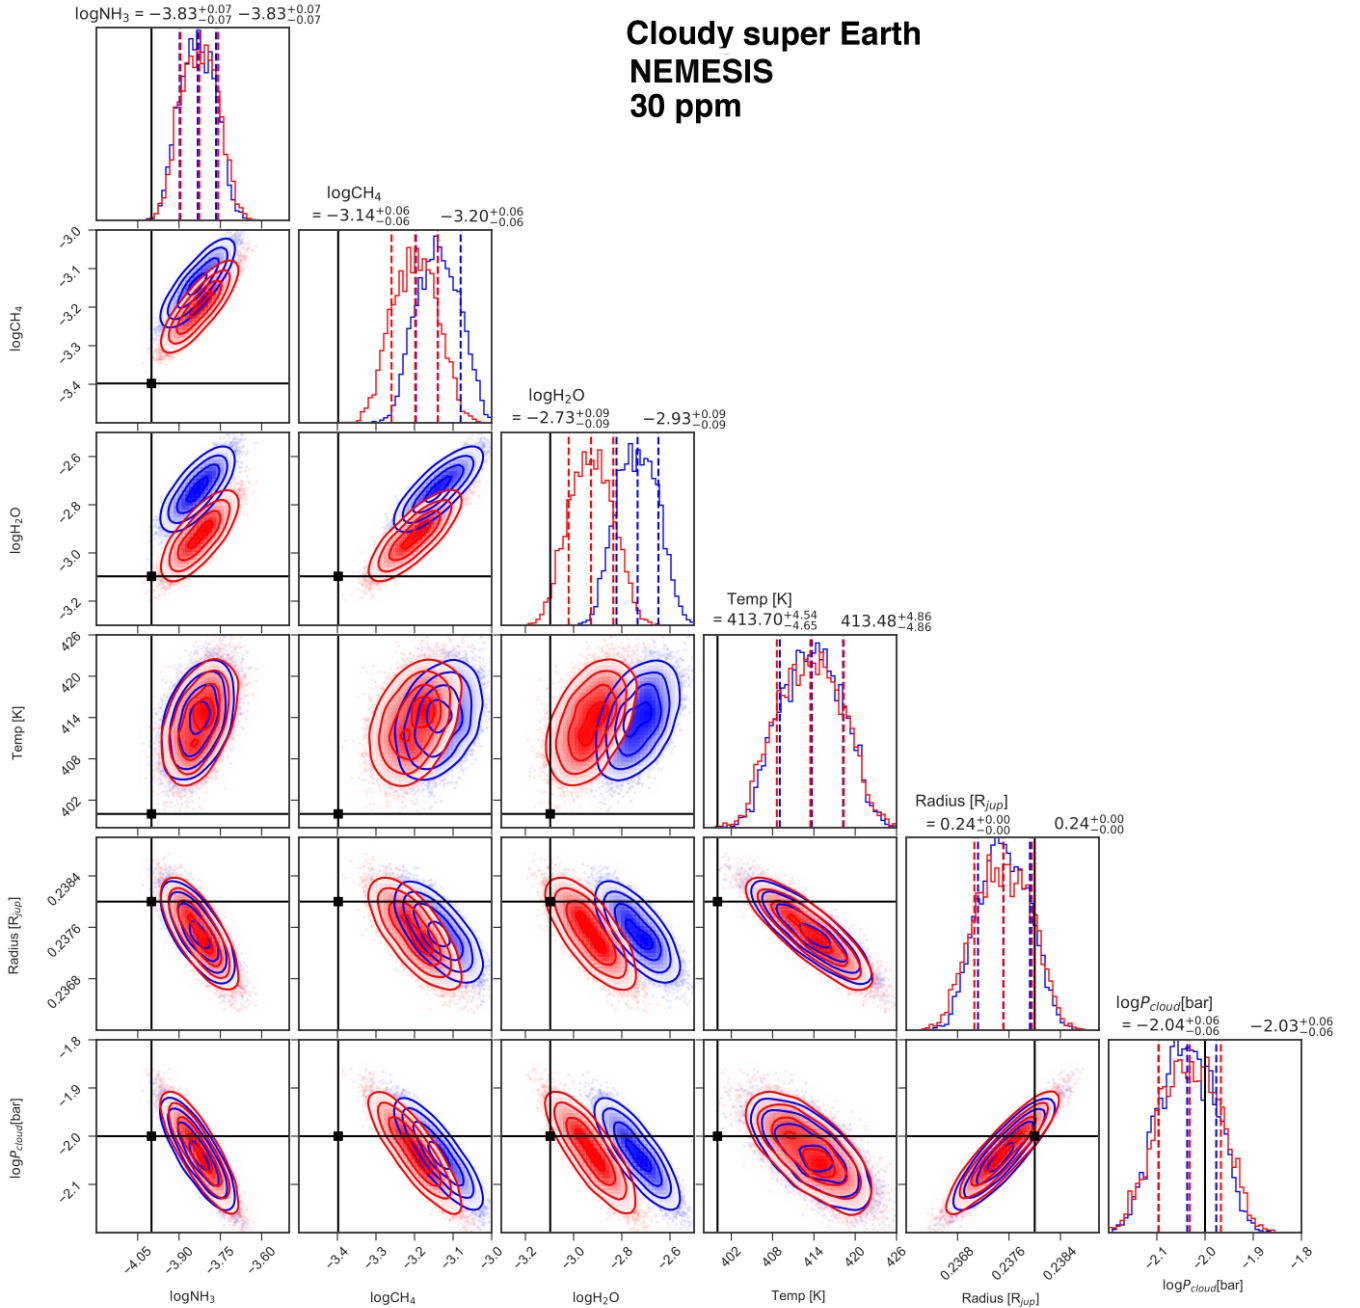 logNH₃ = −3.83+0.07−0.07 −3.83+0.07−0.07
Cloudy super Earth
NEMESIS
30 ppm
logCH₄
= −3.14+0.06−0.06 −3.20+0.06−0.06
−3.0
−3.1
−3.2
−3.3
−3.4
logCH₄
logH₂O
= −2.73+0.09−0.09 −2.93+0.09−0.09
−2.6
−2.8
−3.0
−3.2
logH₂O
Temp [K]
= 413.70+4.54−4.65 413.48+4.86−4.86
426
420
414
408
402
Temp [K]
Radius [Rjup]
= 0.24+0.00−0.00 0.24+0.00−0.00
0.2384
0.2376
0.2368
Radius [Rjup]
logPcloud[bar]
= −2.04+0.06−0.06 −2.03+0.06−0.06
−1.8
−1.9
−2.0
−2.1
logPcloud[bar]
−4.05 −3.90 −3.75 −3.60 −3.4 −3.3 −3.2 −3.1 −3.0 −3.2 −3.0 −2.8 −2.6 402 408 414 420 426 0.2368 0.2376 0.2384 −2.1 −2.0 −1.9 −1.8
logNH₃ logCH₄ logH₂O Temp [K] Radius [Rjup] logPcloud[bar]